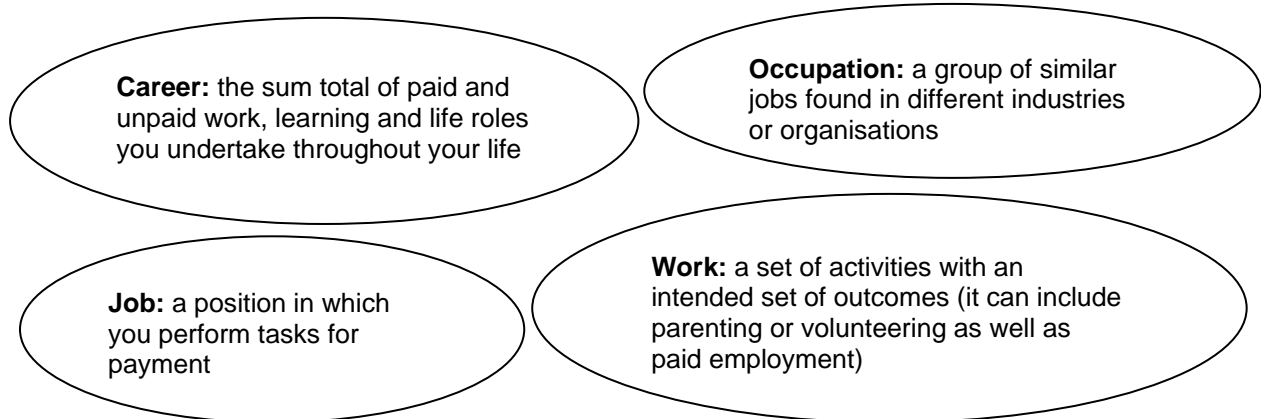 Career: the sum total of paid and
unpaid work, learning and life roles
you undertake throughout your life
Occupation: a group of similar
jobs found in different industries
or organisations
Job: a position in which
you perform tasks for
payment
Work: a set of activities with an
intended set of outcomes (it can include
parenting or volunteering as well as
paid employment)